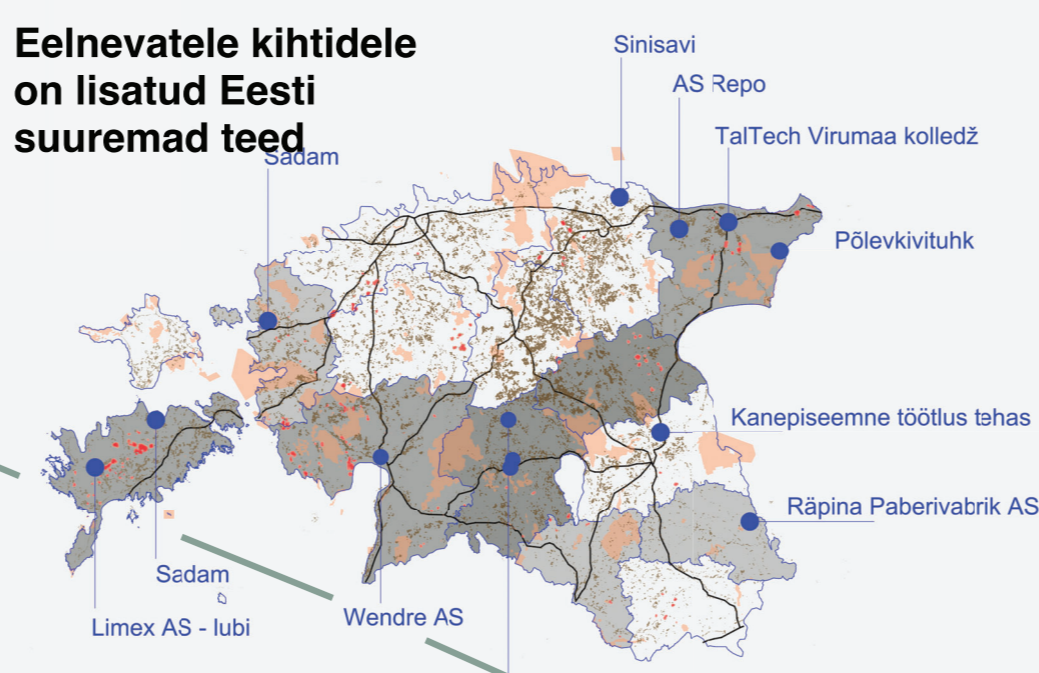 Eelnevatele kihtidele
on lisatud Eesti
suuremad teed
Sadam
Sinisavi
AS Repo
TalTech Virumaa kolledž
Põlevkivituhk
Kanepiseemne töötlus tehas
Räpina Paberivabrik AS
Sadam
Limex AS - lubi
Wendre AS